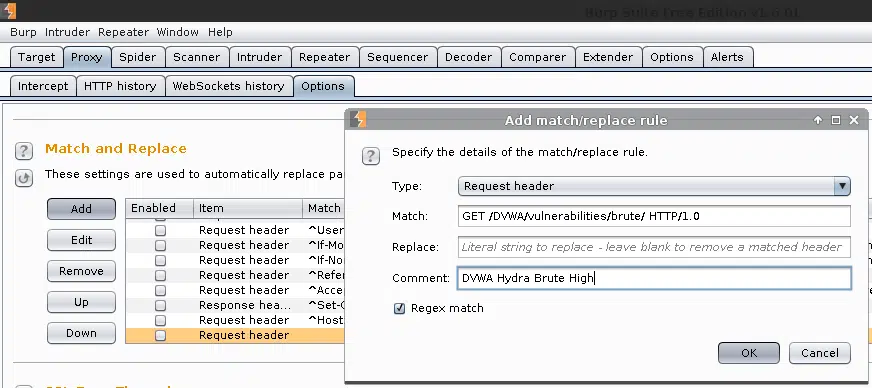 Burp Suite Free Edition v1.6.01
Burp Intruder Repeater Window Help
Target Proxy Spider Scanner Intruder Repeater Sequencer Decoder Comparer Extender Options Alerts
Intercept HTTP history WebSockets history Options
Add match/replace rule
Match and Replace
Specify the details of the match/replace rule.
These settings are used to automatically replace pa
Type: Request header
Add Enabled Item Match
Match: GET /DVWA/vulnerabilities/brute/ HTTP/1.0
Request header ^User
Edit Request header ^If-Mo
Replace: Literal string to replace - leave blank to remove a matched header
Request header ^If-No
Remove Request header ^Refer
Comment: DVWA Hydra Brute High
Request header ^Accep
Up Response hea... ^Set-C
Regex match
Request header ^Host
Down Request header
OK Cancel